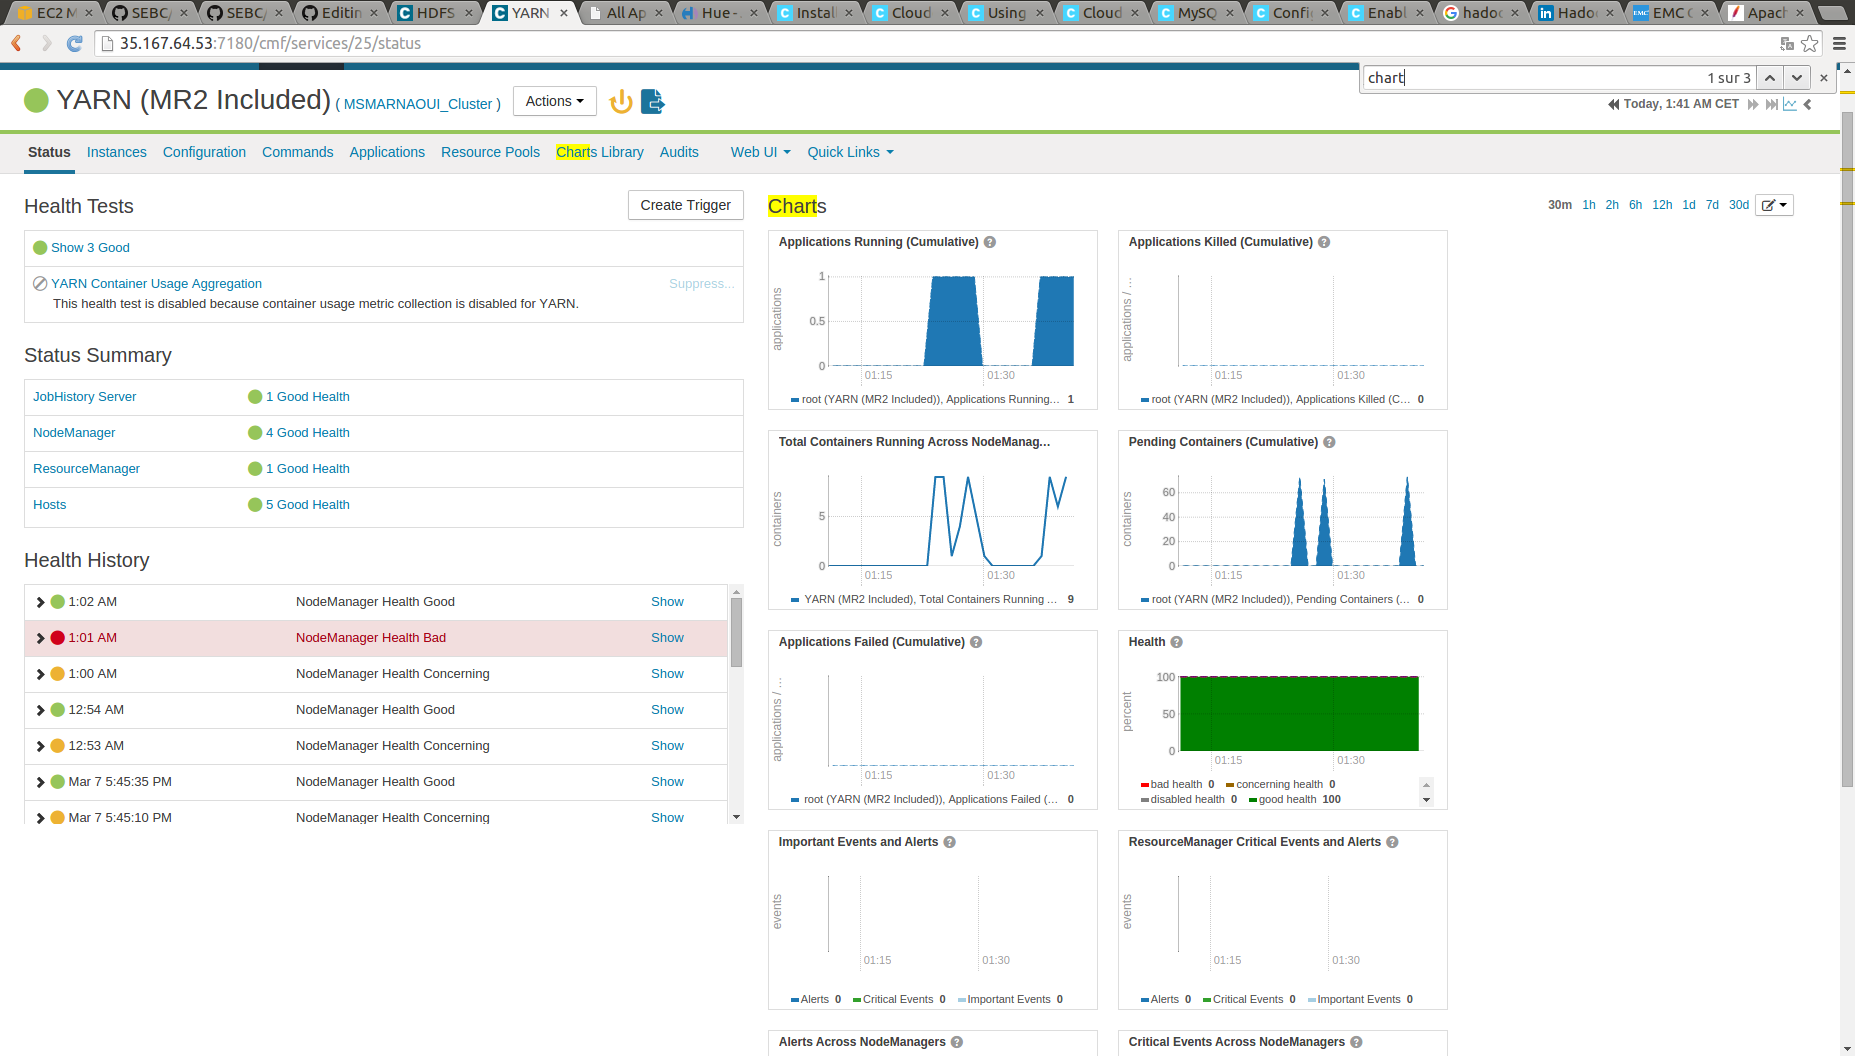 EC2 M
SEBC/
SEBC/
Editin
HDFS
YARN
All Ap
Hue -
Install
Cloud
Using
Cloud
MySQ
Config
Enabl
hado
Hado
EMC
Apach
35.167.64.53:7180/cmf/services/25/status
chart
1 sur 3
YARN (MR2 Included) ( MSMARNAOUI_Cluster ) Actions
Today, 1:41 AM CET
Status Instances Configuration Commands Applications Resource Pools Charts Library Audits Web UI Quick Links
Health Tests
Create Trigger
Show 3 Good
YARN Container Usage Aggregation
Suppress...
This health test is disabled because container usage metric collection is disabled for YARN.
Status Summary
JobHistory Server 1 Good Health
NodeManager 4 Good Health
ResourceManager 1 Good Health
Hosts 5 Good Health
Health History
1:02 AM NodeManager Health Good Show
1:01 AM NodeManager Health Bad Show
1:00 AM NodeManager Health Concerning Show
12:54 AM NodeManager Health Good Show
12:53 AM NodeManager Health Concerning Show
Mar 7 5:45:35 PM NodeManager Health Good Show
Mar 7 5:45:10 PM NodeManager Health Concerning Show
Charts
30m 1h 2h 6h 12h 1d 7d 30d
Applications Running (Cumulative)
applications
1
0.5
0
01:15 01:30
root (YARN (MR2 Included)), Applications Running... 1
Applications Killed (Cumulative)
applications / ...
01:15 01:30
root (YARN (MR2 Included)), Applications Killed (C... 0
Total Containers Running Across NodeManag...
containers
5
0
01:15 01:30
YARN (MR2 Included), Total Containers Running ... 9
Pending Containers (Cumulative)
containers
60
40
20
0
01:15 01:30
root (YARN (MR2 Included)), Pending Containers (... 0
Applications Failed (Cumulative)
applications / ...
01:15 01:30
root (YARN (MR2 Included)), Applications Failed (... 0
Health
percent
100
50
0
01:15 01:30
bad health 0 concerning health 0
disabled health 0 good health 100
Important Events and Alerts
events
01:15 01:30
Alerts 0 Critical Events 0 Important Events 0
ResourceManager Critical Events and Alerts
events
01:15 01:30
Alerts 0 Critical Events 0 Important Events 0
Alerts Across NodeManagers
Critical Events Across NodeManagers